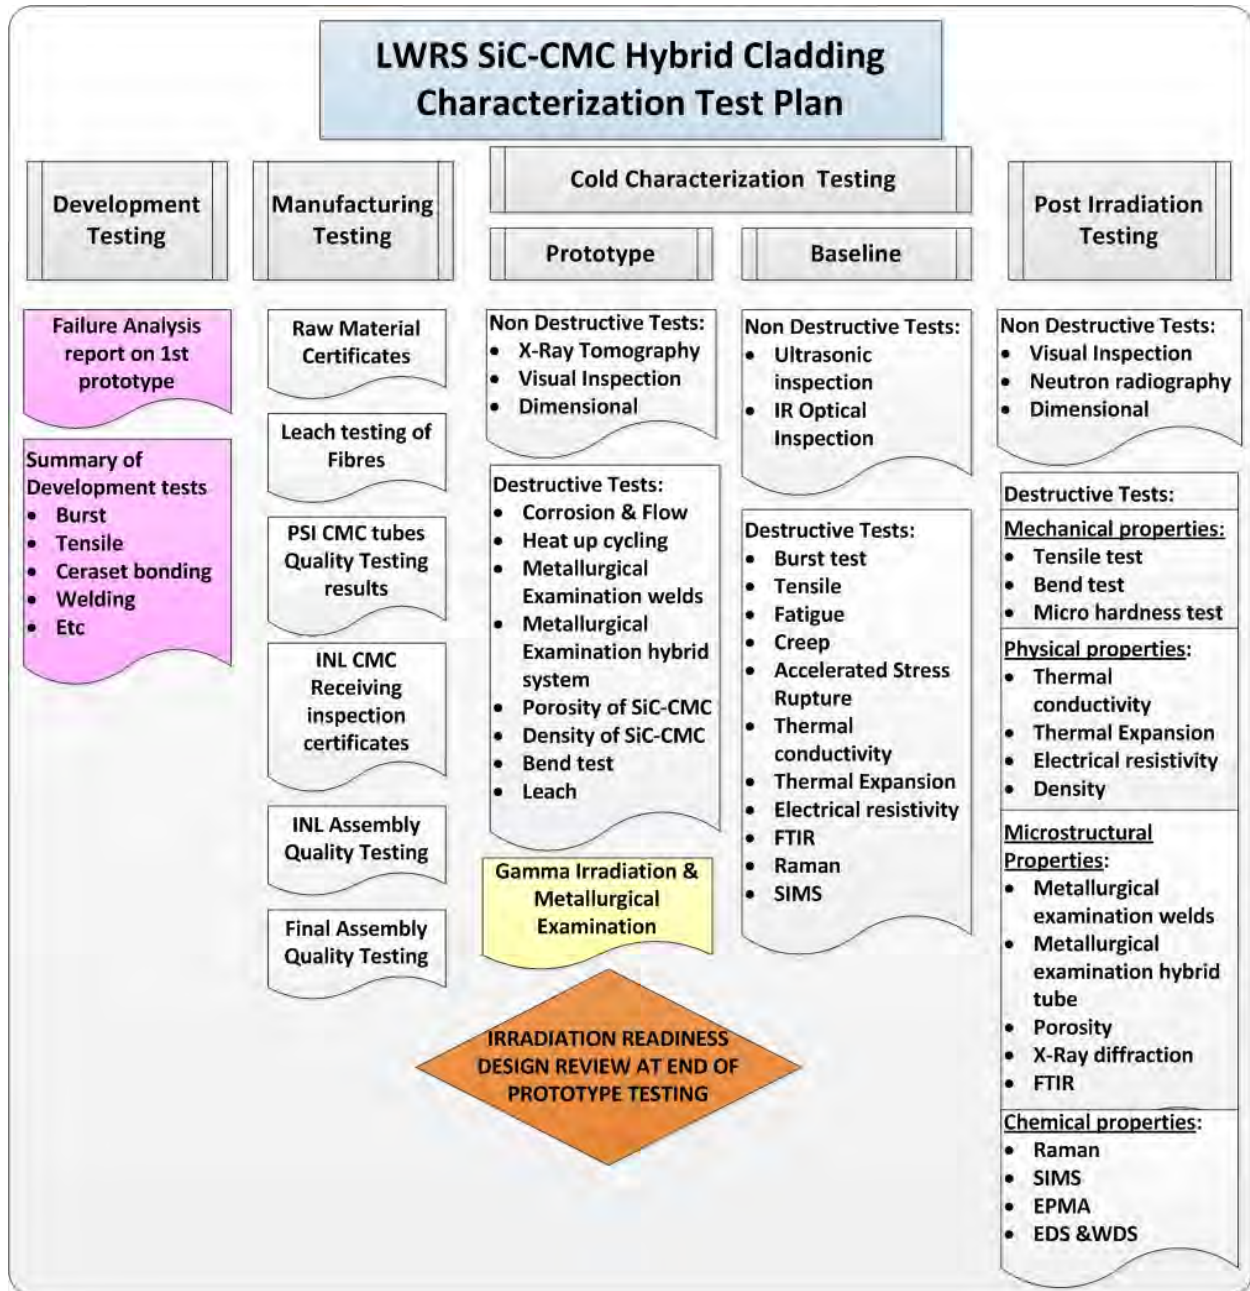 LWRS SiC-CMC Hybrid Cladding
Characterization Test Plan
Development
Testing
Failure Analysis
report on 1st
prototype
Summary of
Development tests
• Burst
• Tensile
• Ceraset bonding
• Welding
• Etc
Manufacturing
Testing
Raw Material
Certificates
Leach testing of
Fibres
PSI CMC tubes
Quality Testing
results
INL CMC
Receiving
inspection
certificates
INL Assembly
Quality Testing
Final Assembly
Quality Testing
Cold Characterization Testing
Prototype
Non Destructive Tests:
• X-Ray Tomography
• Visual Inspection
• Dimensional
Destructive Tests:
• Corrosion & Flow
• Heat up cycling
• Metallurgical
Examination welds
• Metallurgical
Examination hybrid
system
• Porosity of SiC-CMC
• Density of SiC-CMC
• Bend test
• Leach
Gamma Irradiation &
Metallurgical
Examination
IRRADIATION READINESS
DESIGN REVIEW AT END OF
PROTOTYPE TESTING
Baseline
Non Destructive Tests:
• Ultrasonic
inspection
• IR Optical
Inspection
Destructive Tests:
• Burst test
• Tensile
• Fatigue
• Creep
• Accelerated Stress
Rupture
• Thermal
conductivity
• Thermal Expansion
• Electrical resistivity
• FTIR
• Raman
• SIMS
Post Irradiation
Testing
Non Destructive Tests:
• Visual Inspection
• Neutron radiography
• Dimensional
Destructive Tests:
Mechanical properties:
• Tensile test
• Bend test
• Micro hardness test
Physical properties:
• Thermal
conductivity
• Thermal Expansion
• Electrical resistivity
• Density
Microstructural
Properties:
• Metallurgical
examination welds
• Metallurgical
examination hybrid
tube
• Porosity
• X-Ray diffraction
• FTIR
Chemical properties:
• Raman
• SIMS
• EPMA
• EDS &WDS